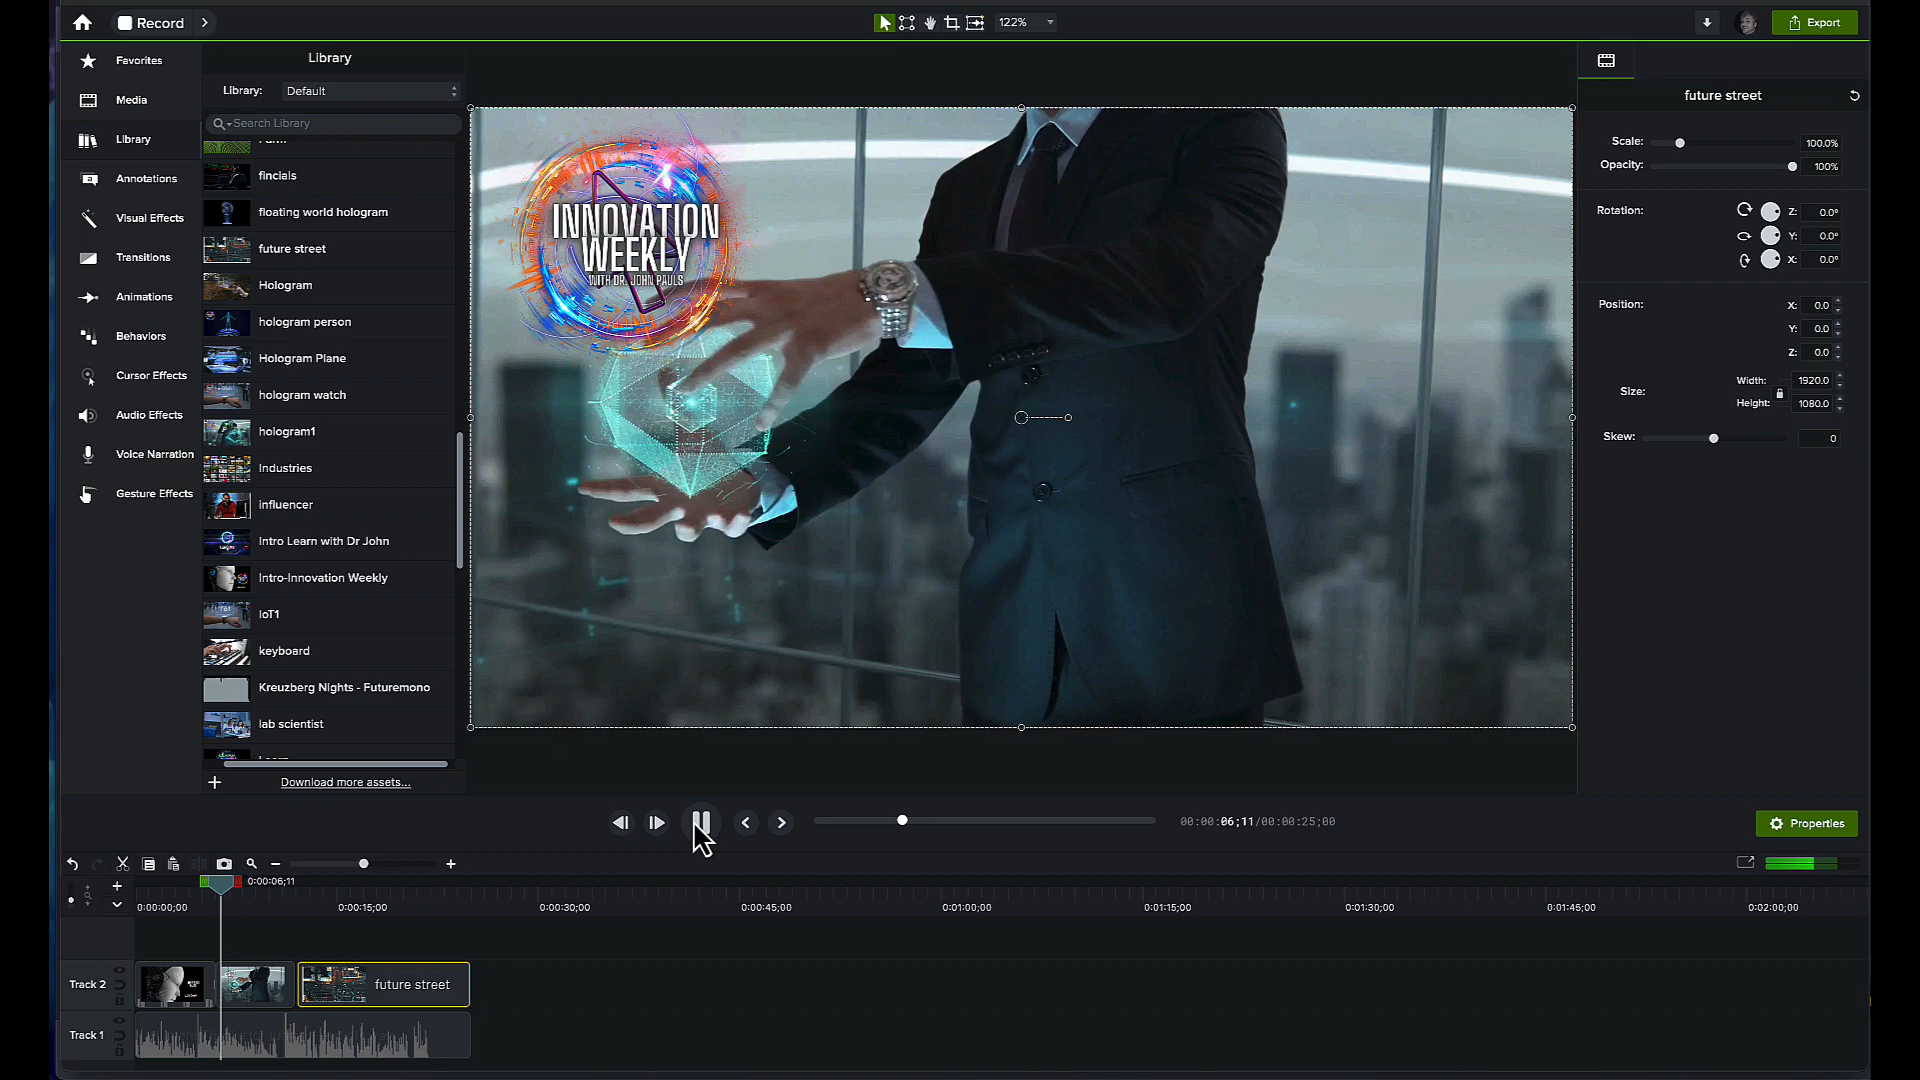 Record
122%
Export
Favorites
Media
Library
Annotations
Visual Effects
Transitions
Animations
Behaviors
Cursor Effects
Audio Effects
Voice Narration
Gesture Effects
Library
Library:
Default
Search Library
fincials
floating world hologram
future street
Hologram
hologram person
Hologram Plane
hologram watch
hologram1
Industries
influencer
Intro Learn with Dr John
Intro-Innovation Weekly
IoT1
keyboard
Kreuzberg Nights - Futuremono
lab scientist
Download more assets...
INNOVATION
WEEKLY
WITH DR. JOHN PAULS
future street
Scale:
100.0%
Opacity:
100%
Rotation:
Z:
0.0°
Y:
0.0°
X:
0.0°
Position:
X:
0.0
Y:
0.0
Z:
0.0
Size:
Width:
1920.0
Height:
1080.0
Skew:
0
00:00:06;11/00:00:25;00
Properties
0:00:06;11
0:00:00;00
0:00:15;00
0:00:30;00
0:00:45;00
0:01:00;00
0:01:15;00
0:01:30;00
0:01:45;00
0:02:00;00
Track 2
future street
Track 1